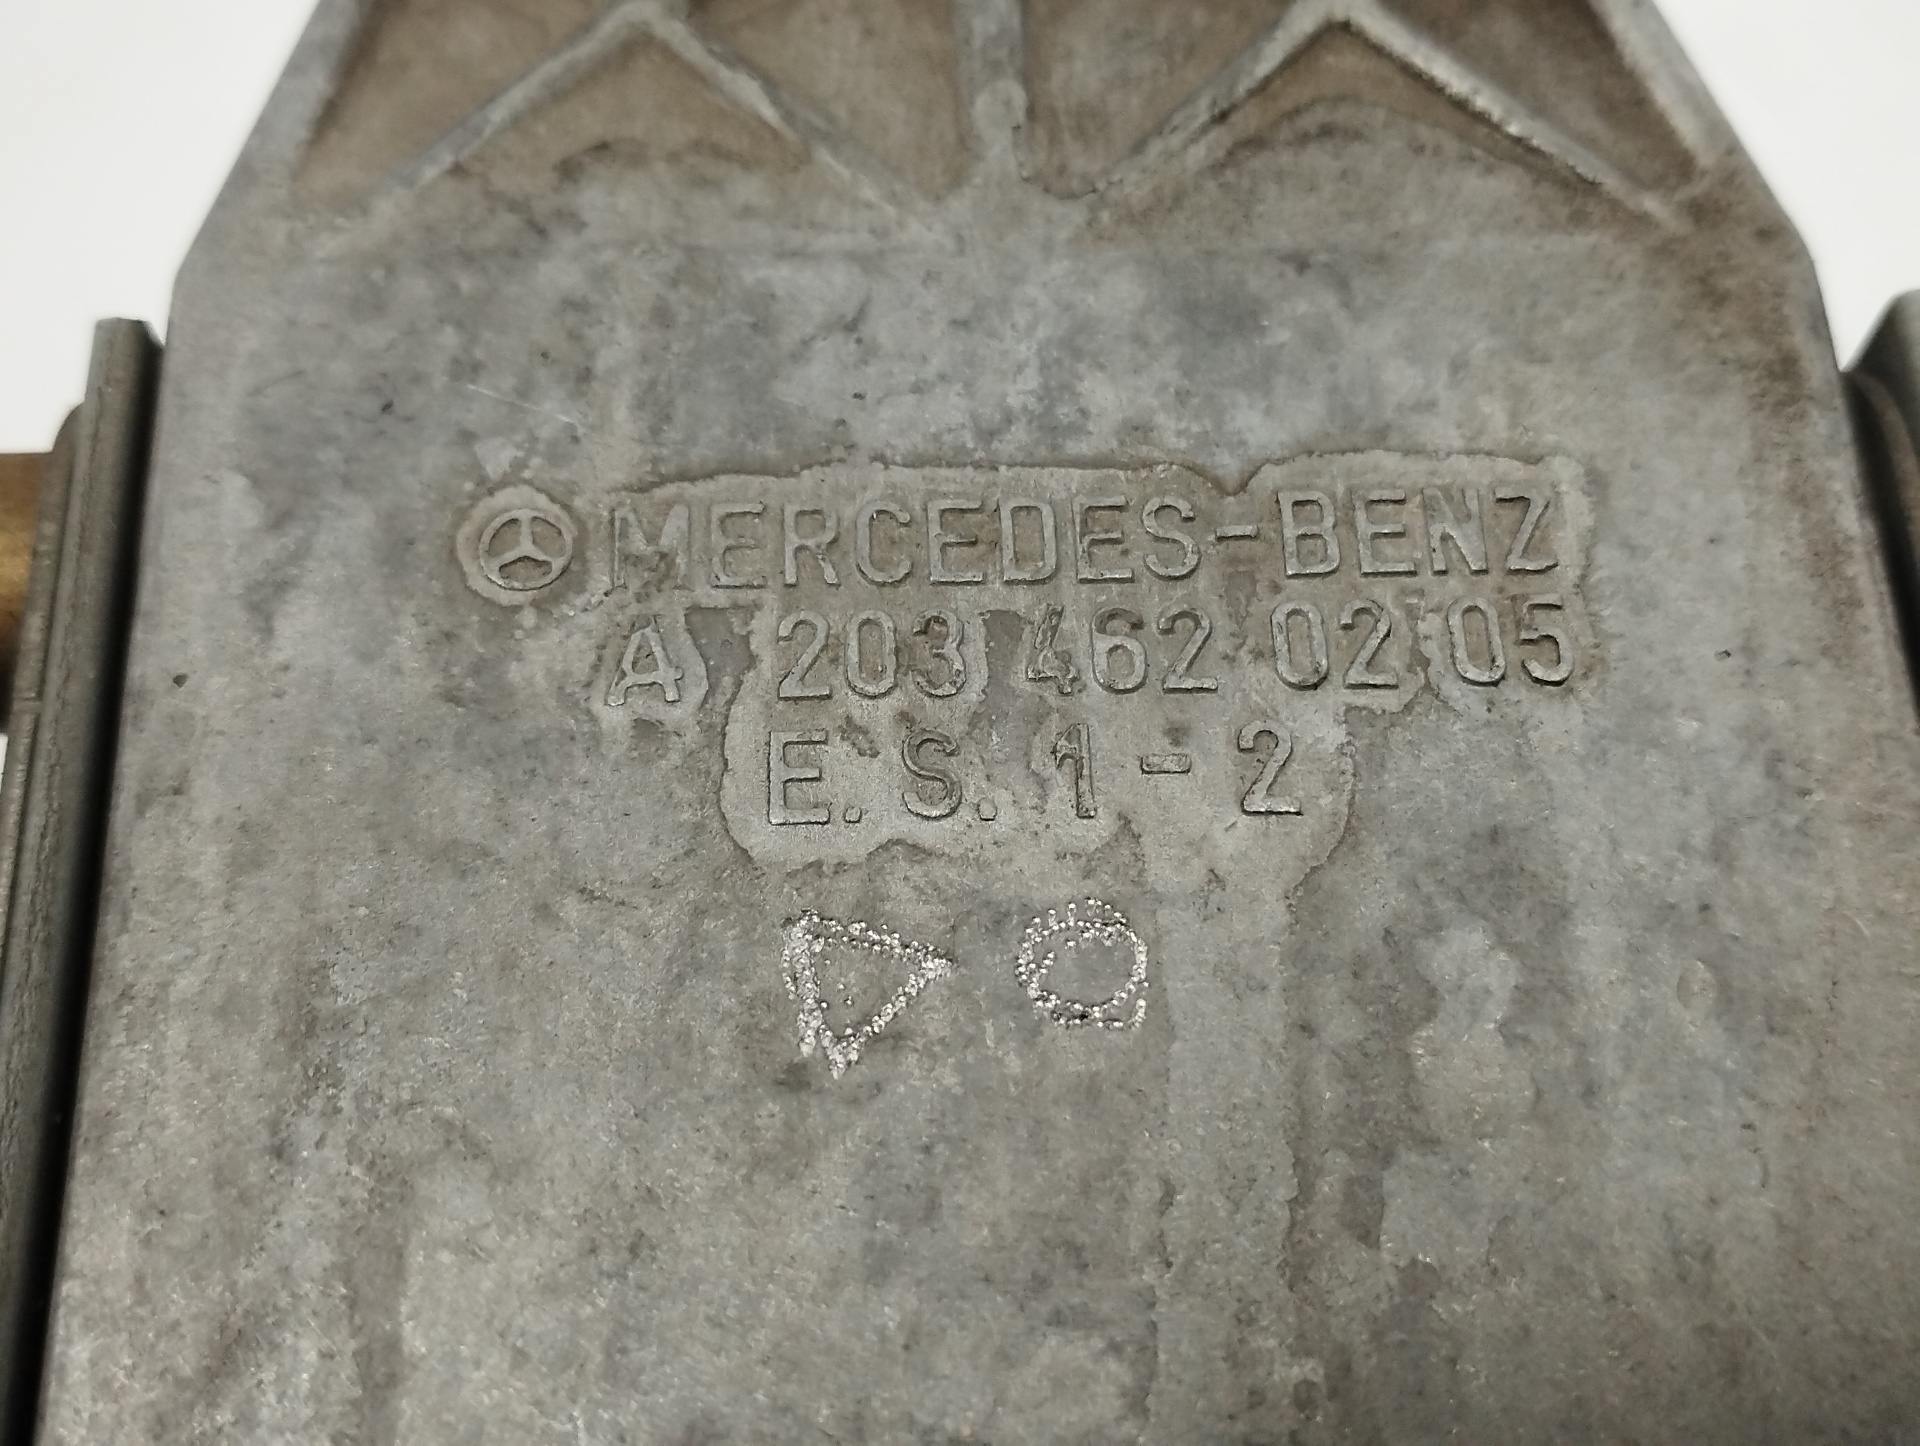 MERCEDES-BENZ
A 203 462 02 05
E. S. 1 - 2